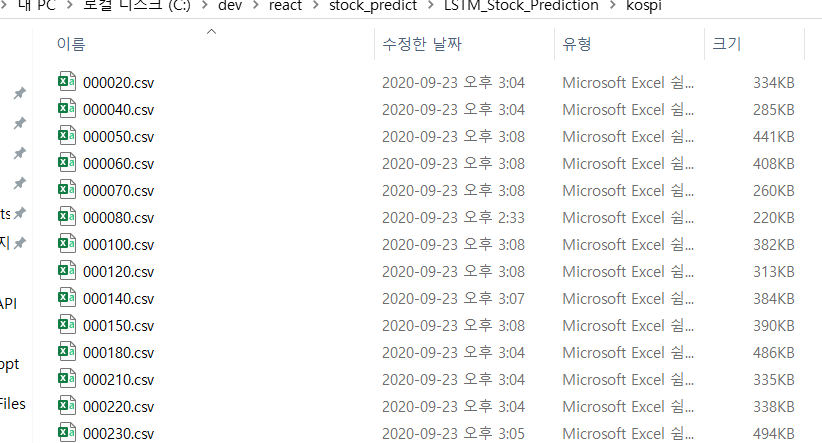 내 PC > 로컬 디스크 (C:) > dev > react > stock_predict > LSTM_Stock_Prediction > kospi
이름 수정한 날짜 유형 크기
000020.csv 2020-09-23 오후 3:04 Microsoft Excel 쉼... 334KB
000040.csv 2020-09-23 오후 3:04 Microsoft Excel 쉼... 285KB
000050.csv 2020-09-23 오후 3:08 Microsoft Excel 쉼... 441KB
000060.csv 2020-09-23 오후 3:08 Microsoft Excel 쉼... 408KB
000070.csv 2020-09-23 오후 3:08 Microsoft Excel 쉼... 260KB
ts 000080.csv 2020-09-23 오후 2:33 Microsoft Excel 쉼... 220KB
지 000100.csv 2020-09-23 오후 3:08 Microsoft Excel 쉼... 382KB
000120.csv 2020-09-23 오후 3:08 Microsoft Excel 쉼... 313KB
API 000140.csv 2020-09-23 오후 3:07 Microsoft Excel 쉼... 384KB
000150.csv 2020-09-23 오후 3:08 Microsoft Excel 쉼... 390KB
ppt 000180.csv 2020-09-23 오후 3:04 Microsoft Excel 쉼... 486KB
000210.csv 2020-09-23 오후 3:04 Microsoft Excel 쉼... 335KB
Files 000220.csv 2020-09-23 오후 3:04 Microsoft Excel 쉼... 338KB
000230.csv 2020-09-23 오후 3:05 Microsoft Excel 쉼... 494KB